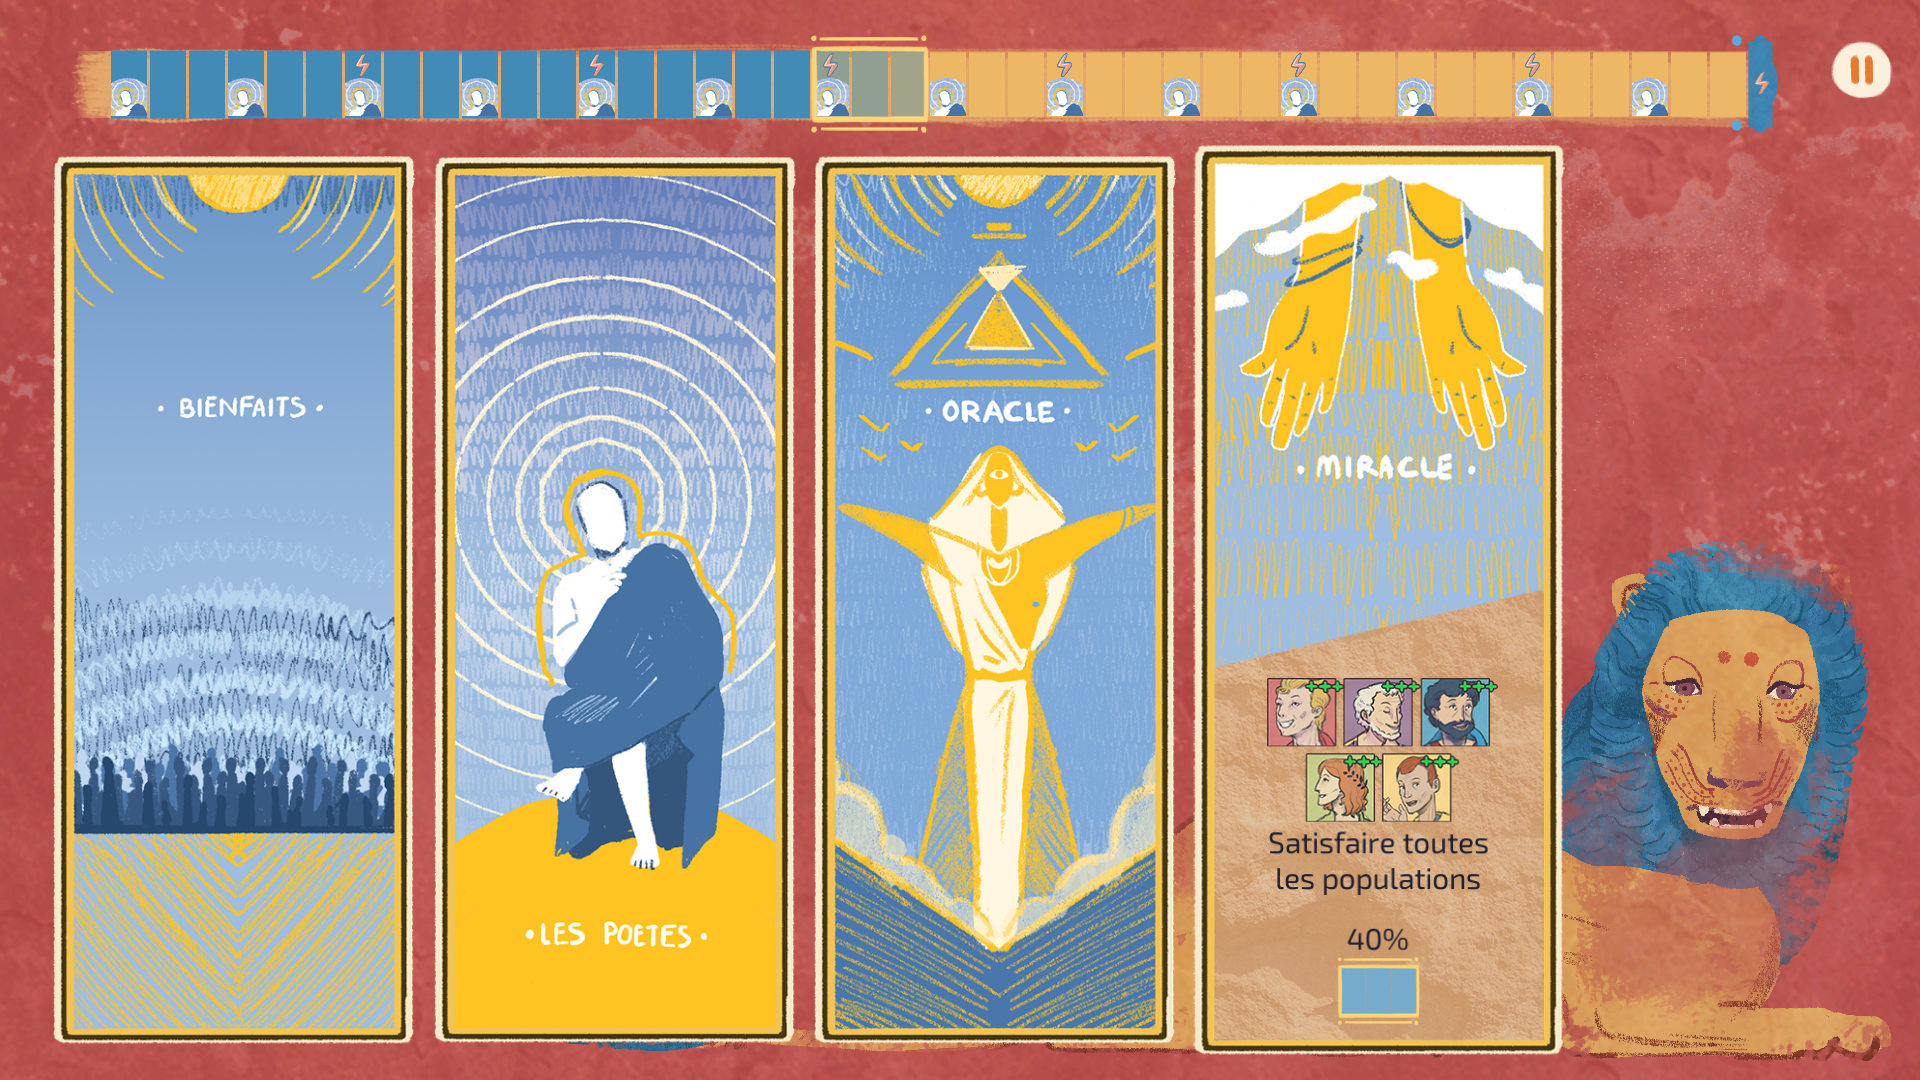 • BIENFAITS •
• LES POETES •
• ORACLE •
• MIRACLE •
Satisfaire toutes
les populations
40%